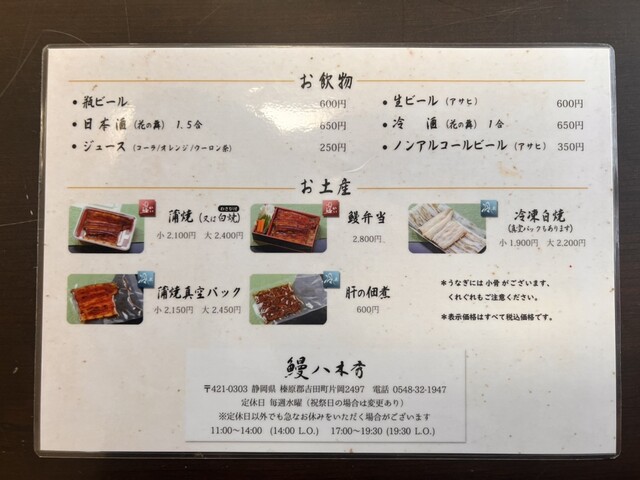 お飲物
● 瓶ビール 600円
● 生ビール（アサヒ） 600円
● 日本酒（花の舞） 1.5合 650円
● 冷酒（花の舞） 1合 650円
● ジュース（コーラ/オレンジ/ウーロン茶） 250円
● ノンアルコールビール（アサヒ） 350円
お土産
蒲焼（又は白焼）
小 2,100円 大 2,400円
鰻弁当
2,800円
冷凍白焼
（真空パックもあります）
小 1,900円 大 2,200円
蒲焼真空パック
小 2,150円 大 2,450円
肝の佃煮
600円
＊うなぎには小骨がございます、
くれぐれもご注意ください。
＊表示価格はすべて税込価格です。
鰻八木秀
〒421-0303 静岡県 榛原郡吉田町片岡2497 電話 0548-32-1947
定休日 毎週水曜（祝祭日の場合は変更あり）
※定休日以外でも急なお休みをいただく場合がございます
11:00〜14:00 （14:00 L.O.） 17:00〜19:30 (19:30 L.O.）